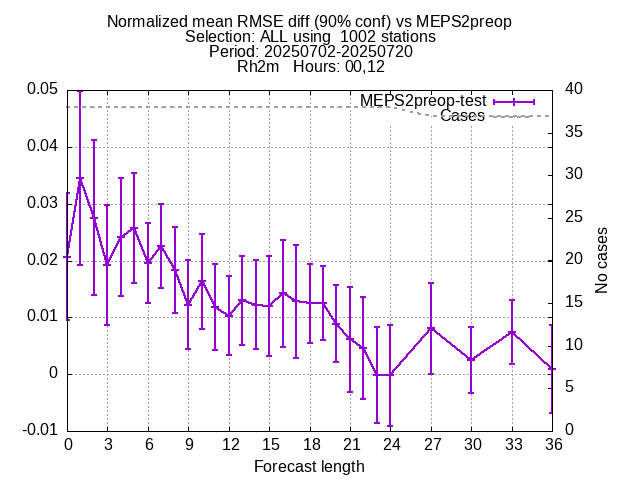 Normalized mean RMSE diff (90% conf) vs MEPS2preop
Selection: ALL using  1002 stations
Period: 20250702-20250720
Rh2m   Hours: 00,12
MEPS2preop-test
Cases
0.05
0.04
0.03
0.02
0.01
0
-0.01
40
35
30
25
20
15
10
5
0
No cases
0 3 6 9 12 15 18 21 24 27 30 33 36
Forecast length